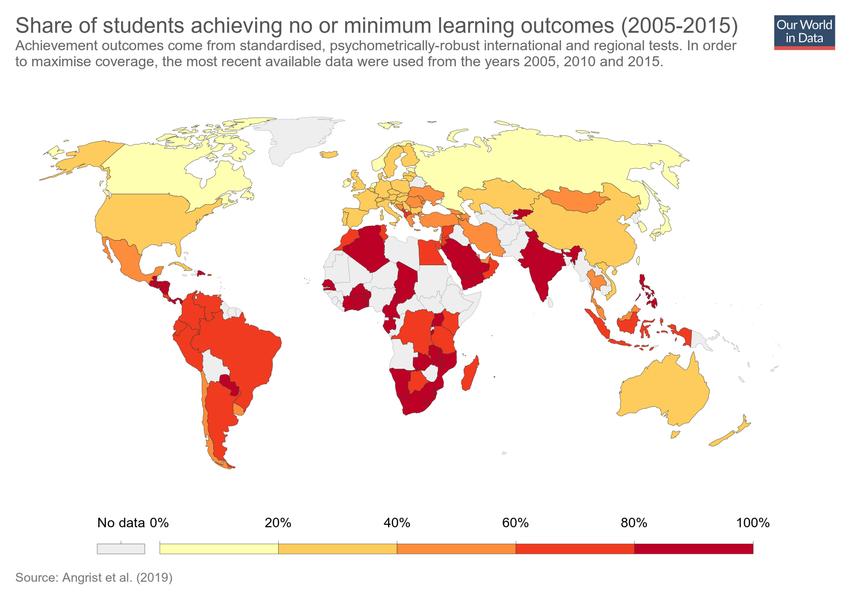 Share of students achieving no or minimum learning outcomes (2005-2015)
Our World
in Data
Achievement outcomes come from standardised, psychometrically-robust international and regional tests. In order
to maximise coverage, the most recent available data were used from the years 2005, 2010 and 2015.
No data 0% 20% 40% 60% 80% 100%
Source: Angrist et al. (2019)